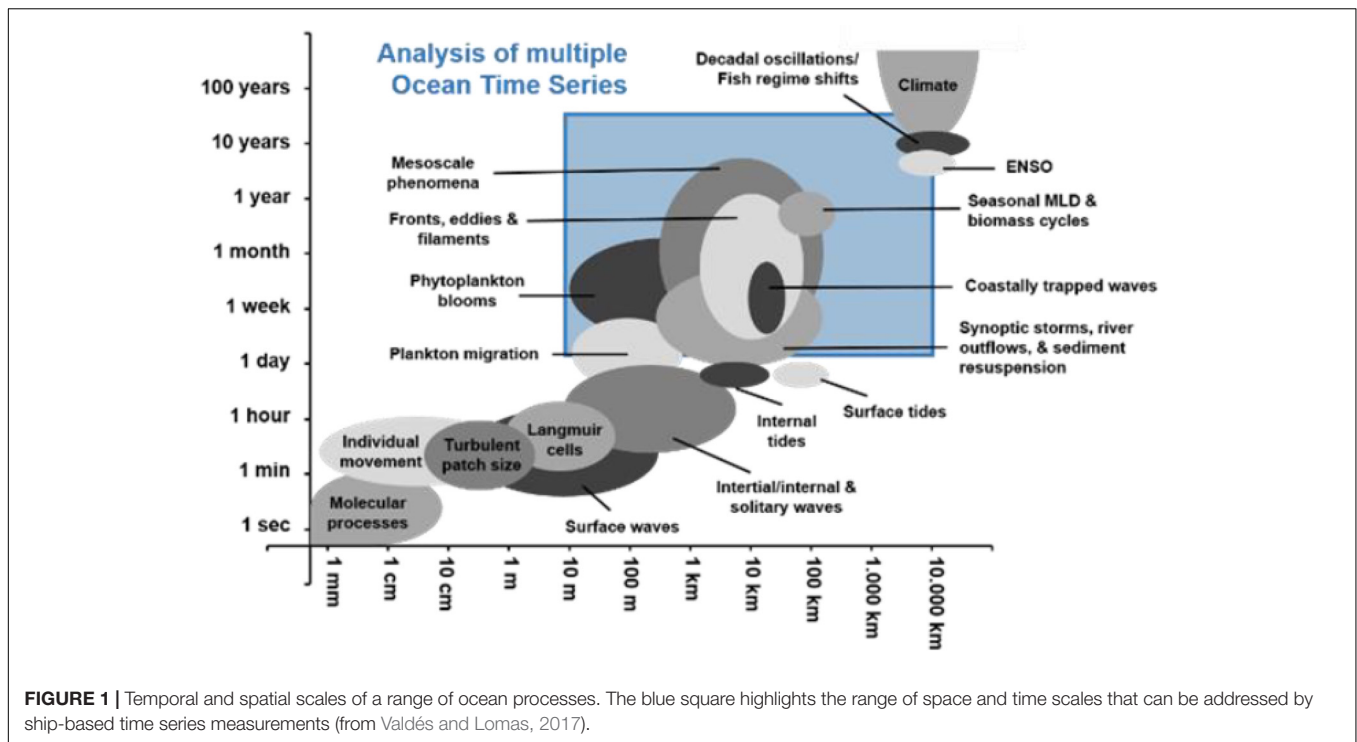 Analysis of multiple
Ocean Time Series
Decadal oscillations/
Fish regime shifts
Climate
100 years
10 years
1 year
1 month
1 week
1 day
1 hour
1 min
1 sec
Mesoscale
phenomena
ENSO
Seasonal MLD &
biomass cycles
Fronts, eddies &
filaments
Phytoplankton
blooms
Coastally trapped waves
Plankton migration
Synoptic storms, river
outflows, & sediment
resuspension
Internal
tides
Surface tides
Individual
movement
Turbulent
patch size
Langmuir
cells
Intertial/internal &
solitary waves
Molecular
processes
Surface waves
1 mm
1 cm
10 cm
1 m
10 m
100 m
1 km
10 km
100 km
1.000 km
10.000 km
FIGURE 1 | Temporal and spatial scales of a range of ocean processes. The blue square highlights the range of space and time scales that can be addressed by
ship-based time series measurements (from Valdés and Lomas, 2017).